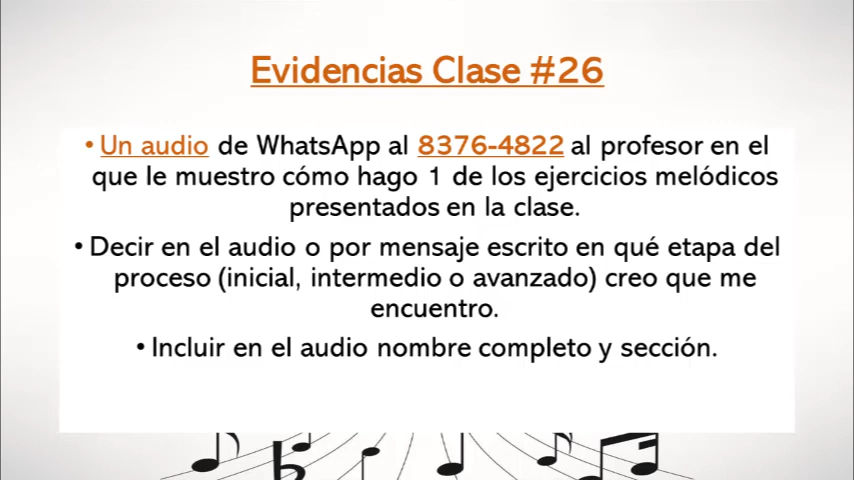 Evidencias Clase #26
• Un audio de WhatsApp al 8376-4822 al profesor en el
que le muestro cómo hago 1 de los ejercicios melódicos
presentados en la clase.
• Decir en el audio o por mensaje escrito en qué etapa del
proceso (inicial, intermedio o avanzado) creo que me
encuentro.
• Incluir en el audio nombre completo y sección.